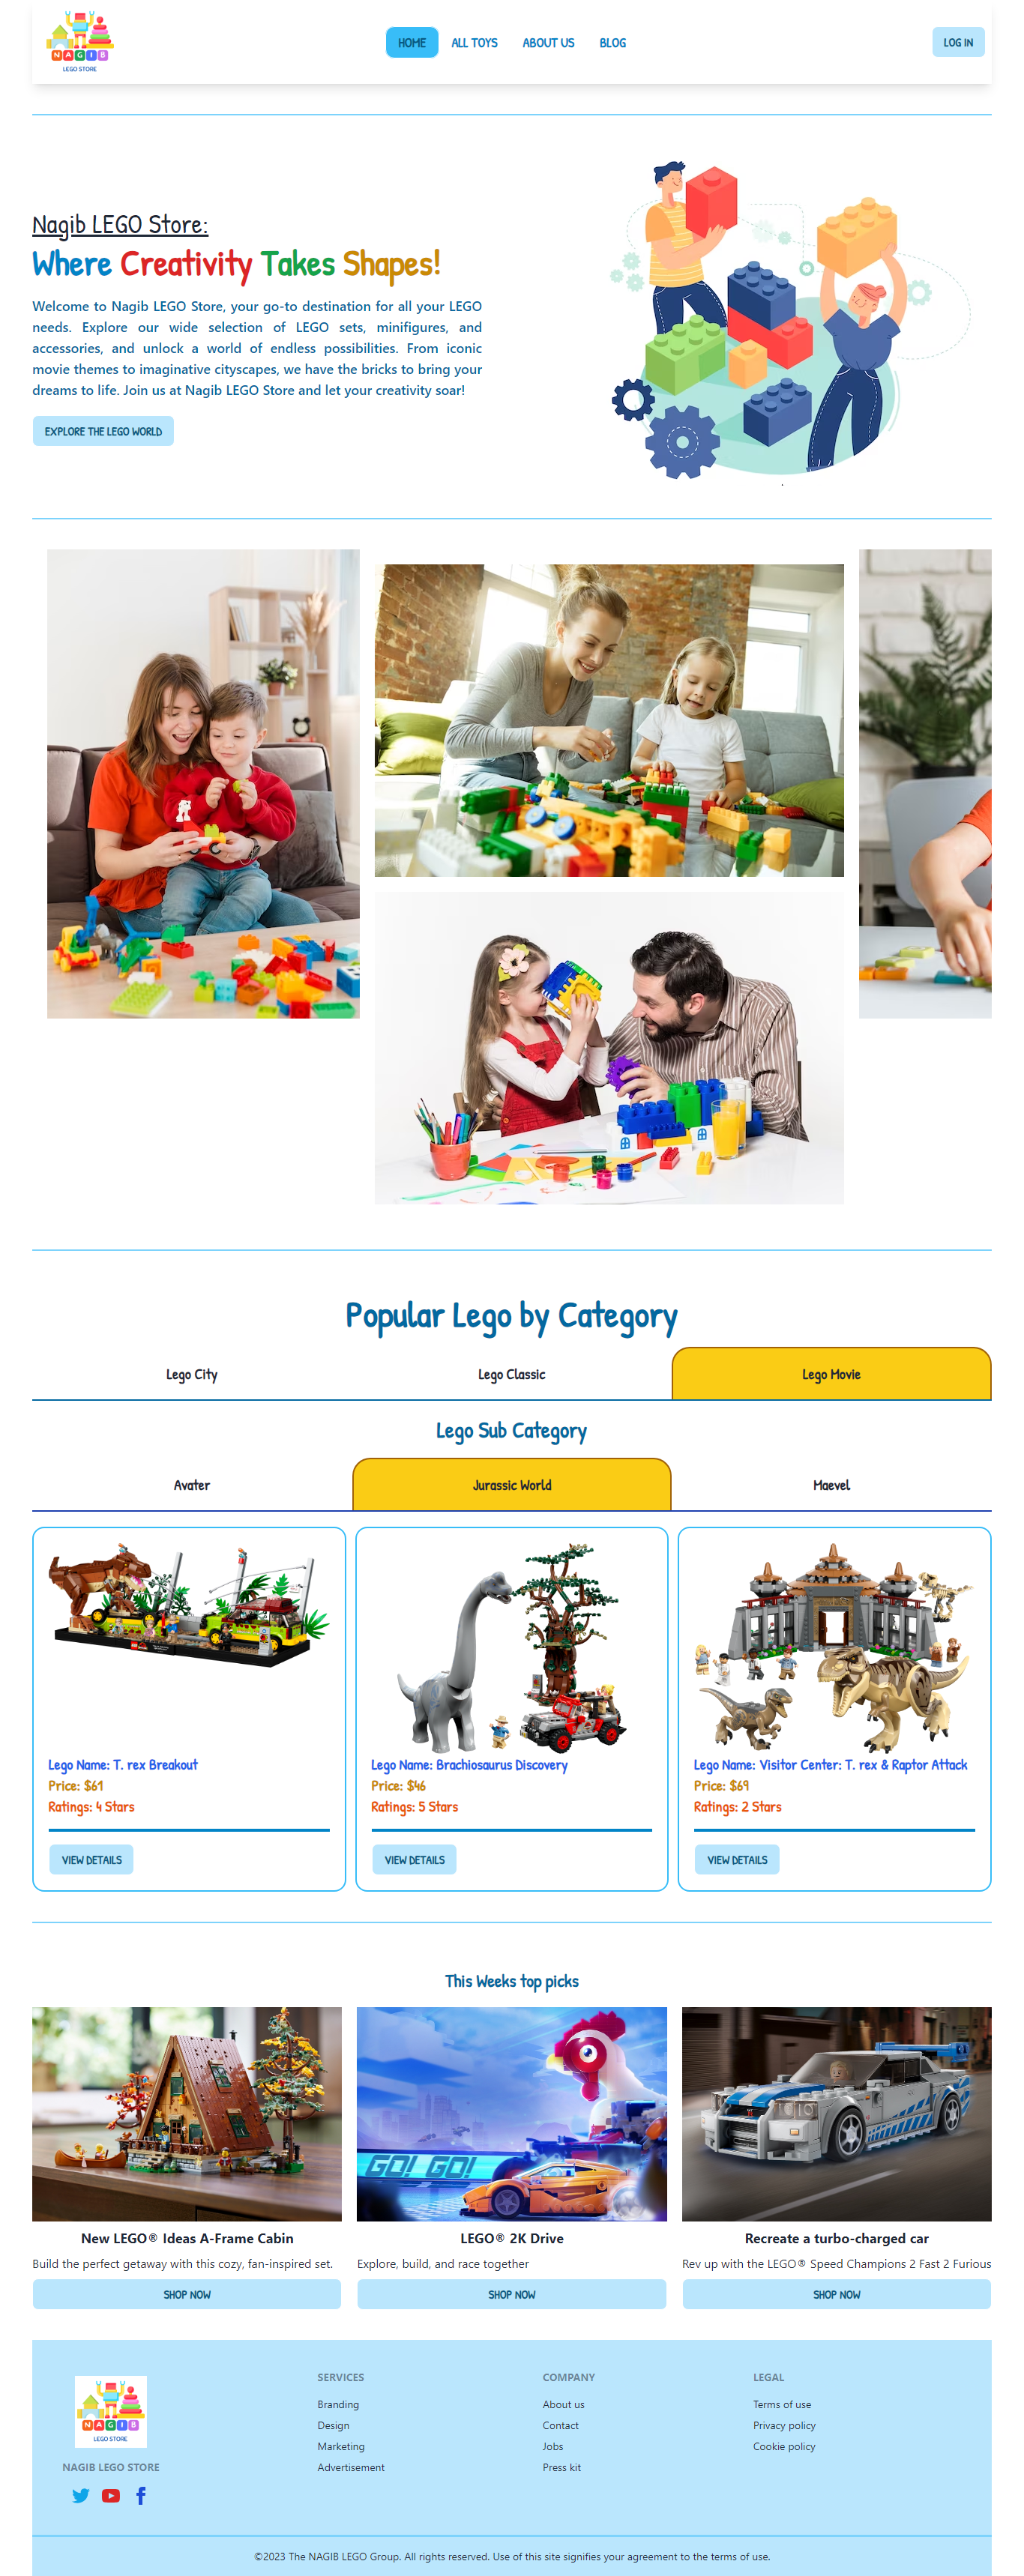 NAGIB
LEGO STORE
HOME
ALL TOYS
ABOUT US
BLOG
LOG IN
Nagib LEGO Store:
Where Creativity Takes Shapes!
Welcome to Nagib LEGO Store, your go-to destination for all your LEGO
needs. Explore our wide selection of LEGO sets, minifigures, and
accessories, and unlock a world of endless possibilities. From iconic
movie themes to imaginative cityscapes, we have the bricks to bring your
dreams to life. Join us at Nagib LEGO Store and let your creativity soar!
EXPLORE THE LEGO WORLD
Popular Lego by Category
Lego City
Lego Classic
Lego Movie
Lego Sub Category
Avater
Jurassic World
Maevel
Lego Name: T. rex Breakout
Price: $61
Ratings: 4 Stars
VIEW DETAILS
Lego Name: Brachiosaurus Discovery
Price: $46
Ratings: 5 Stars
VIEW DETAILS
Lego Name: Visitor Center: T. rex & Raptor Attack
Price: $69
Ratings: 2 Stars
VIEW DETAILS
This Weeks top picks
GO! GO!
New LEGO® Ideas A-Frame Cabin
Build the perfect getaway with this cozy, fan-inspired set.
SHOP NOW
LEGO® 2K Drive
Explore, build, and race together
SHOP NOW
Recreate a turbo-charged car
Rev up with the LEGO® Speed Champions 2 Fast 2 Furious
SHOP NOW
NAGIB
LEGO STORE
NAGIB LEGO STORE
SERVICES
Branding
Design
Marketing
Advertisement
COMPANY
About us
Contact
Jobs
Press kit
LEGAL
Terms of use
Privacy policy
Cookie policy
©2023 The NAGIB LEGO Group. All rights reserved. Use of this site signifies your agreement to the terms of use.